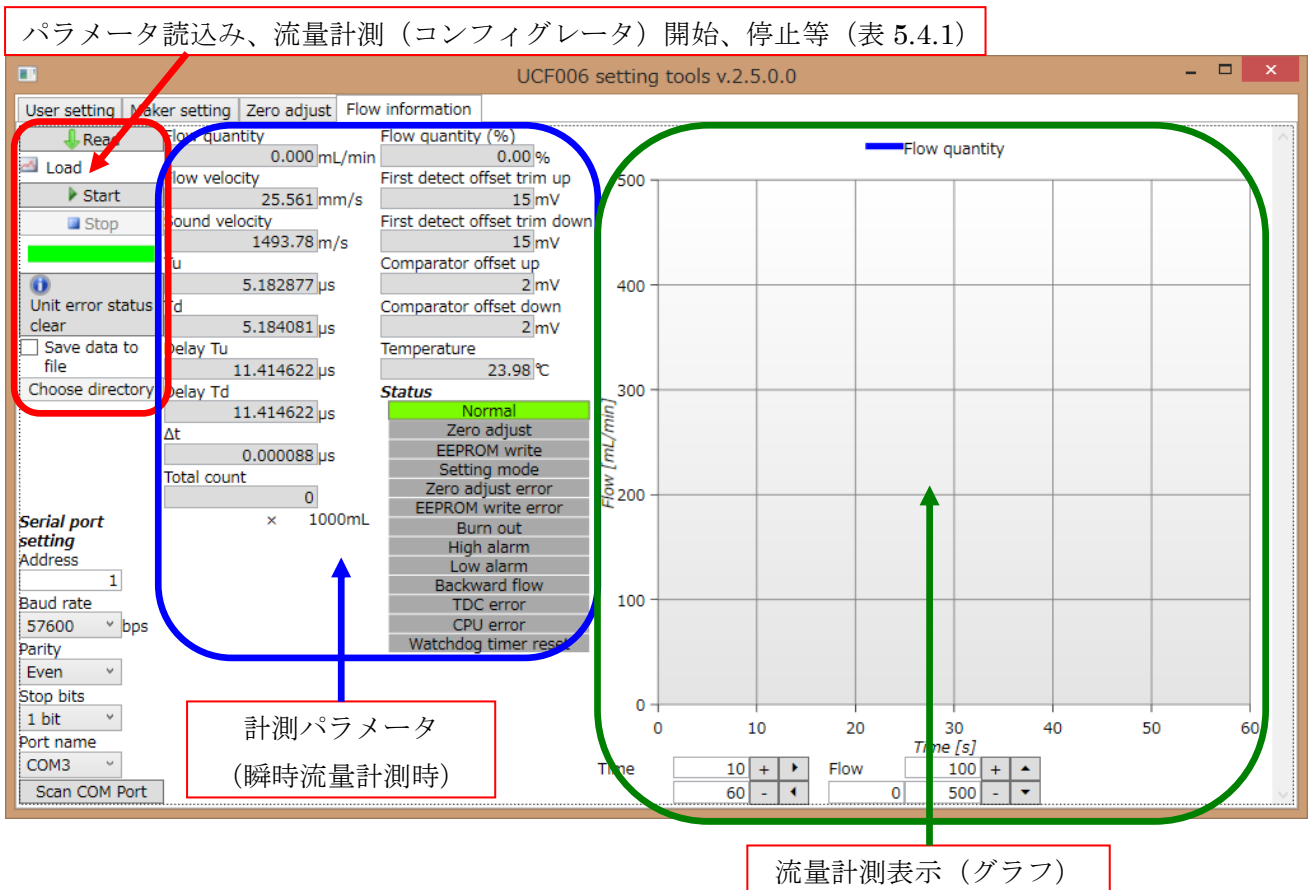 パラメータ読込み、流量計測（コンフィグレータ）開始、停止等（表 5.4.1）
UCF006 setting tools v.2.5.0.0
User setting
Maker setting
Zero adjust
Flow information
Read
Load
Start
Stop
Unit error status
clear
Save data to
file
Choose directory
Serial port
setting
Address
1
Baud rate
57600 bps
Parity
Even
Stop bits
1 bit
Port name
COM3
Scan COM Port
Flow quantity
0.000 mL/min
Flow velocity
25.561 mm/s
Sound velocity
1493.78 m/s
Tu
5.182877 μs
Td
5.184081 μs
Delay Tu
11.414622 μs
Delay Td
11.414622 μs
Δt
0.000088 μs
Total count
0
× 1000mL
Flow quantity (%)
0.00 %
First detect offset trim up
15 mV
First detect offset trim down
15 mV
Comparator offset up
2 mV
Comparator offset down
2 mV
Temperature
23.98 ℃
Status
Normal
Zero adjust
EEPROM write
Setting mode
Zero adjust error
EEPROM write error
Burn out
High alarm
Low alarm
Backward flow
TDC error
CPU error
Watchdog timer reset
Flow quantity
500
400
300
200
100
0
Flow [mL/min]
0 10 20 30 40 50 60
Time [s]
Time 10 + Flow 100 +
60 - 0 500 -
計測パラメータ
（瞬時流量計測時）
流量計測表示（グラフ）